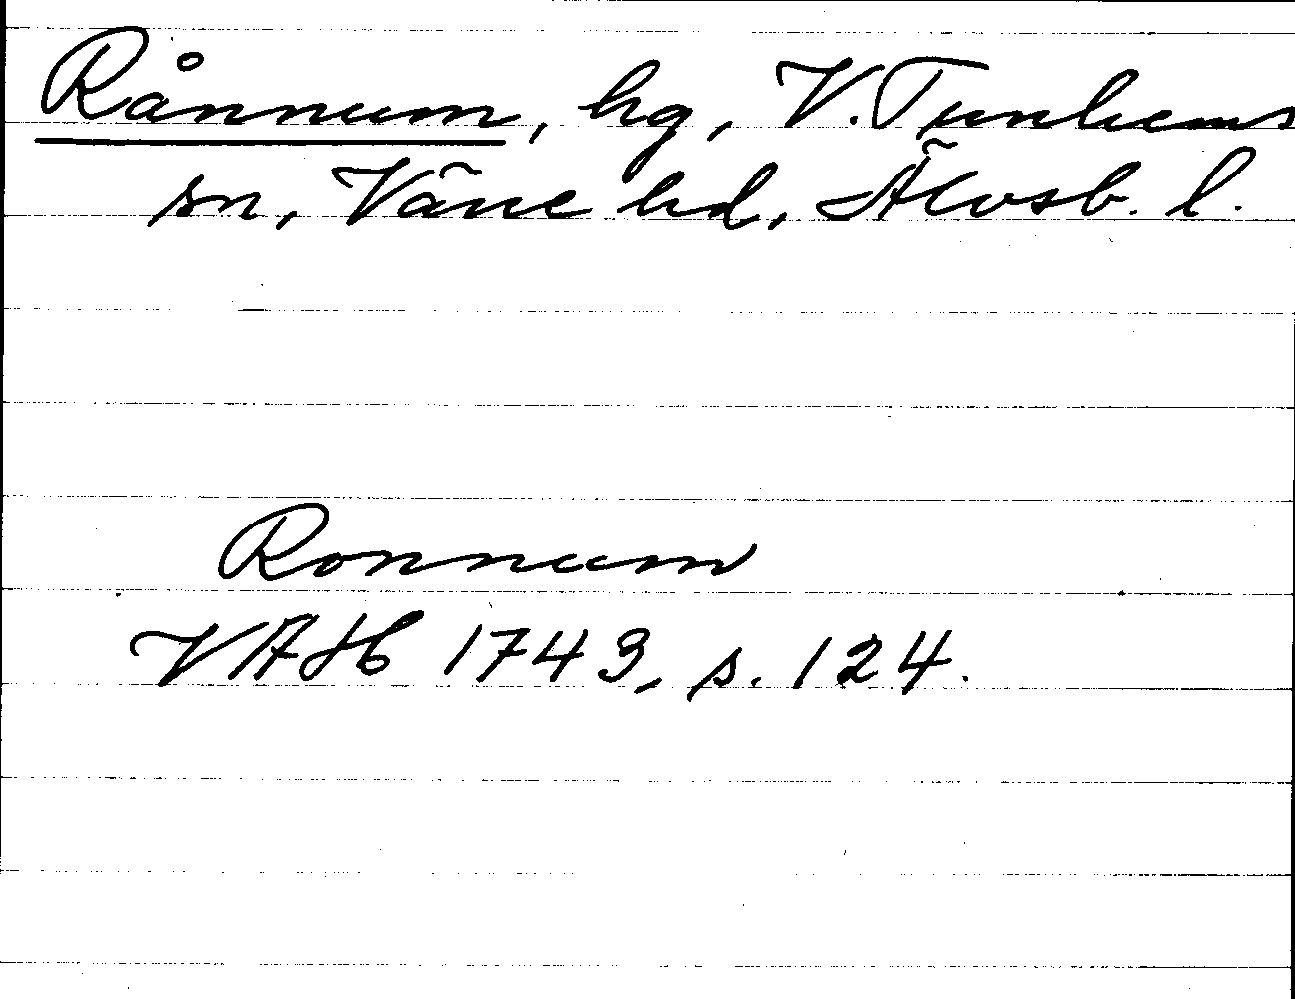 Rånnum, hg, V. Tunhems
sn, Väne hd, Älvsb. l.
Ronnum
VAH 1743, s. 124.